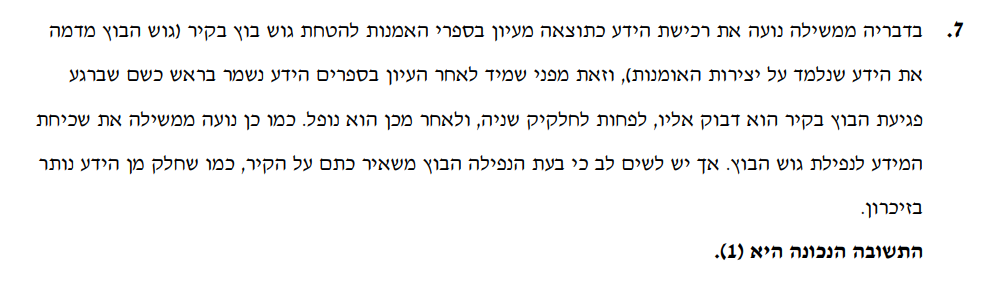 7. בדבריה ממשילה נועה את רכישת הידע כתוצאה מעיון בספרי האמנות להטחת גוש בוץ בקיר (גוש הבוץ מדמה
את הידע שנלמד על יצירות האומנות), וזאת מפני שמיד לאחר העיון בספרים הידע נשמר בראש כשם שברגע
פגיעת הבוץ בקיר הוא דבוק אליו, לפחות לחלקיק שניה, ולאחר מכן הוא נופל. כמו כן נועה ממשילה את שכיחת
המידע לנפילת גוש הבוץ. אך יש לשים לב כי בעת הנפילה הבוץ משאיר כתם על הקיר, כמו שחלק מן הידע נותר
בזיכרון.
התשובה הנכונה היא (1).